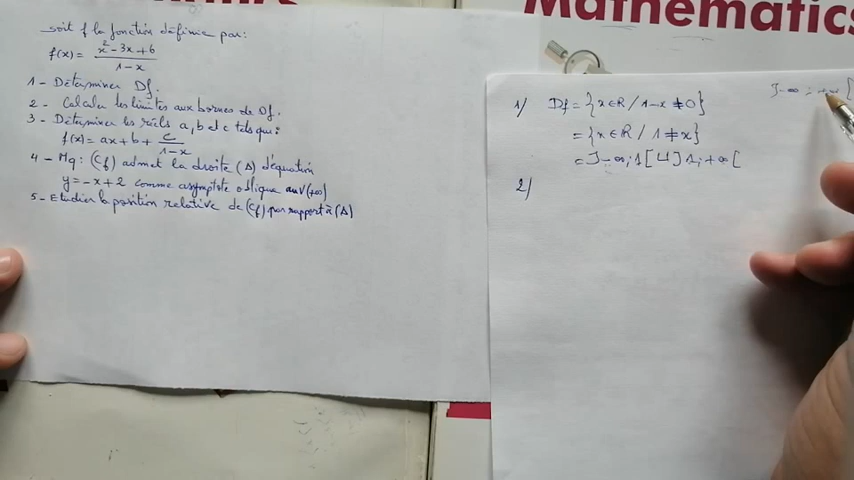 Mathematics
soit f la fonction définie par:
f(x) = x² - 3x + 6 / 1 - x
1 - Déterminer Df.
2 - Calculer les limites aux bornes de Df.
3 - Déterminer les réels a, b et c tels que:
f(x) = ax + b + c / 1 - x
4 - Mq: (Cf) admet la droite (Δ) d'équation
y = -x + 2 comme asymptote oblique au V(+∞)
5 - Etudier la position relative de (Cf) par rapport à (Δ)
1/ Df = {x ∈ R / 1 - x ≠ 0}
= {x ∈ R / 1 ≠ x}
= ]-∞, 1[ ∪ ]1, +∞[
2/
]-∞ ; +∞[